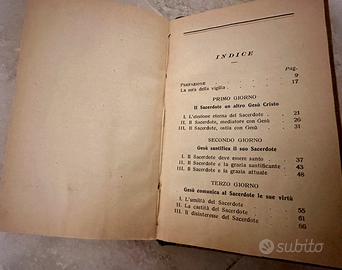 INDICE
Pag.
PREFAZIONE . . . . . 9
La sera della vigilia . . . . . 17
PRIMO GIORNO
Il Sacerdote un altro Gesù Cristo
I. L'elezione eterna del Sacerdote . . 21
II. Il Sacerdote, mediatore con Gesù . 26
III. Il Sacerdote, ostia con Gesù . . 31
SECONDO GIORNO
Gesù santifica il suo Sacerdote
I. Il Sacerdote deve essere santo . 37
II. Il Sacerdote e la grazia santificante . 43
III. Il Sacerdote e la grazia attuale . 48
TERZO GIORNO
Gesù comunica al Sacerdote le sue virtù
I. L'umiltà del Sacerdote . . . 55
II. La castità del Sacerdote . . . 61
III. Il disinteresse del Sacerdote . . 66
subito